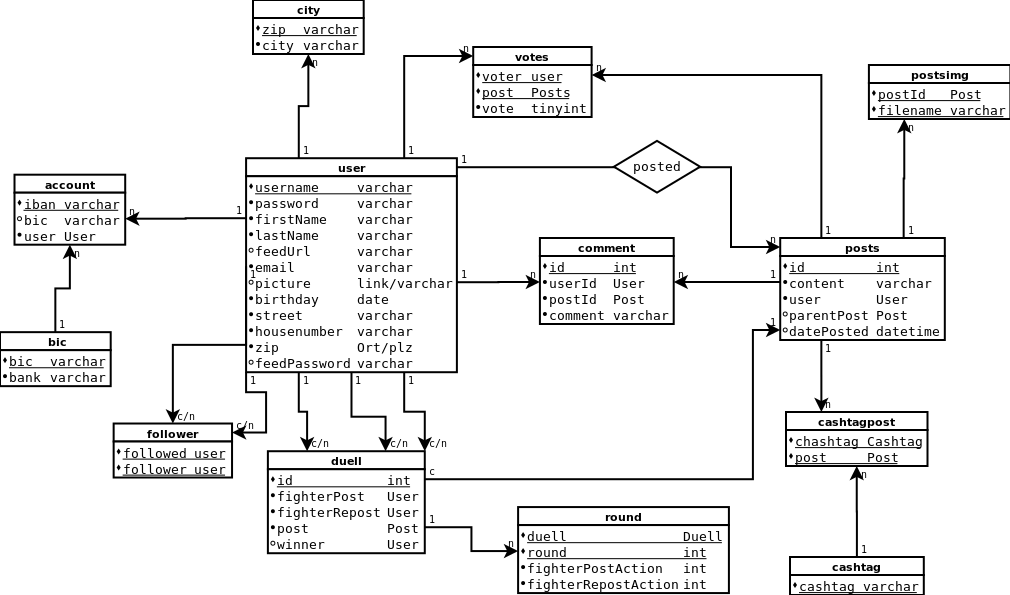 city
zip varchar
city varchar
n
1
votes
voter user
post Posts
vote tinyint
n
n
1
1
postsimg
postId Post
filename varchar
n
1
account
iban varchar
bic varchar
user User
n
n
1
bic
bic varchar
bank varchar
1
user
username varchar
password varchar
firstName varchar
lastName varchar
feedUrl varchar
email varchar
picture link/varchar
birthday date
street varchar
housenumber varchar
zip Ort/plz
feedPassword varchar
1
posted
1
n
comment
id int
userId User
postId Post
comment varchar
1
n
n
1
posts
id int
content varchar
user User
parentPost Post
datePosted datetime
1
1
n
1
1
1
1
1
follower
followed user
follower user
c/n
c/n
duell
id int
fighterPost User
fighterRepost User
post Post
winner User
c/n
c/n
c/n
c
1
n
round
duell Duell
round int
fighterPostAction int
fighterRepostAction int
cashtagpost
chashtag Cashtag
post Post
n
1
cashtag
cashtag varchar